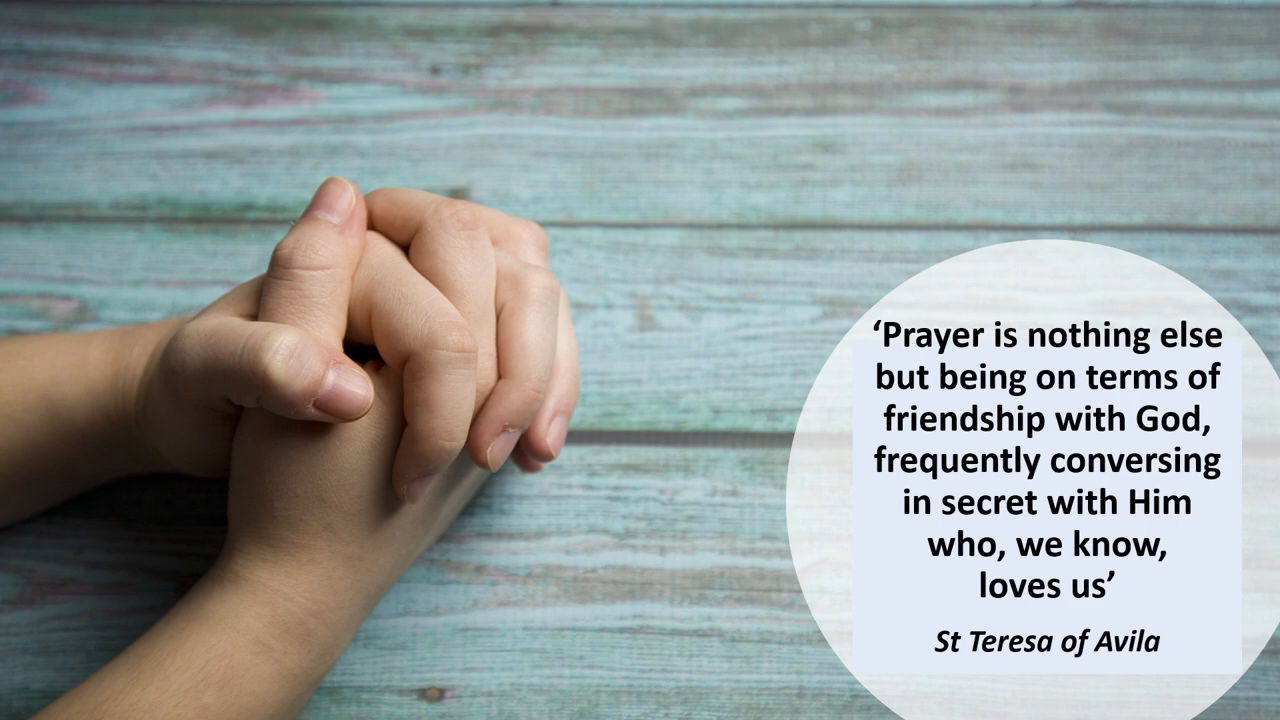 ‘Prayer is nothing else
but being on terms of
friendship with God,
frequently conversing
in secret with Him
who, we know,
loves us’
St Teresa of Avila